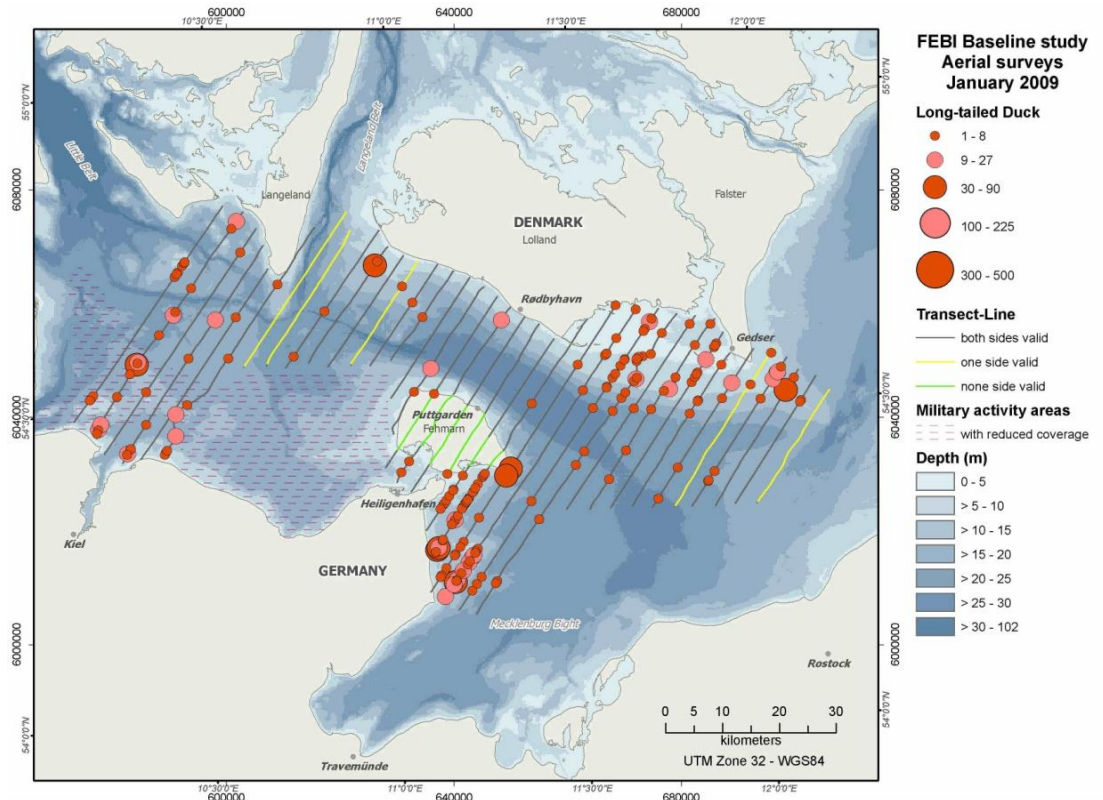 600000
640000
680000
10°30'0"E
11°0'0"E
11°30'0"E
12°0'0"E
FEBI Baseline study
Aerial surveys
January 2009
Long-tailed Duck
1 - 8
9 - 27
30 - 90
100 - 225
300 - 500
Transect-Line
both sides valid
one side valid
none side valid
Military activity areas
with reduced coverage
Depth (m)
0 - 5
> 5 - 10
> 10 - 15
> 15 - 20
> 20 - 25
> 25 - 30
> 30 - 102
55°0'0"N
55°0'0"N
Little Belt
Langeland Belt
6080000
6080000
Langeland
Falster
DENMARK
Lolland
Rødbyhavn
Gedser
54°30'0"N
54°30'0"N
6040000
6040000
Puttgarden
Fehmarn
Heiligenhafen
Kiel
GERMANY
Mecklenburg Bight
6000000
6000000
Rostock
54°0'0"N
54°0'0"N
0 5 10 20 30
kilometers
UTM Zone 32 - WGS84
Travemünde
10°30'0"E
11°0'0"E
11°30'0"E
12°0'0"E
600000
640000
680000